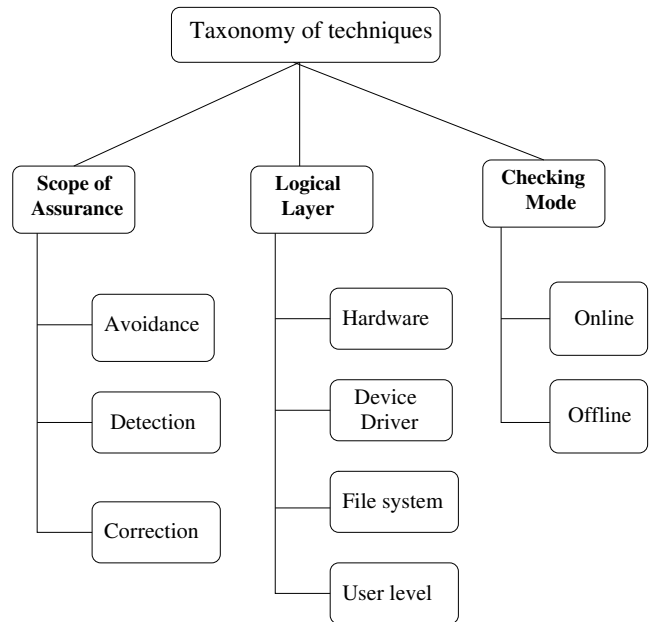 Taxonomy of techniques
Scope of
Assurance
Avoidance
Detection
Correction
Logical
Layer
Hardware
Device
Driver
File system
User level
Checking
Mode
Online
Offline